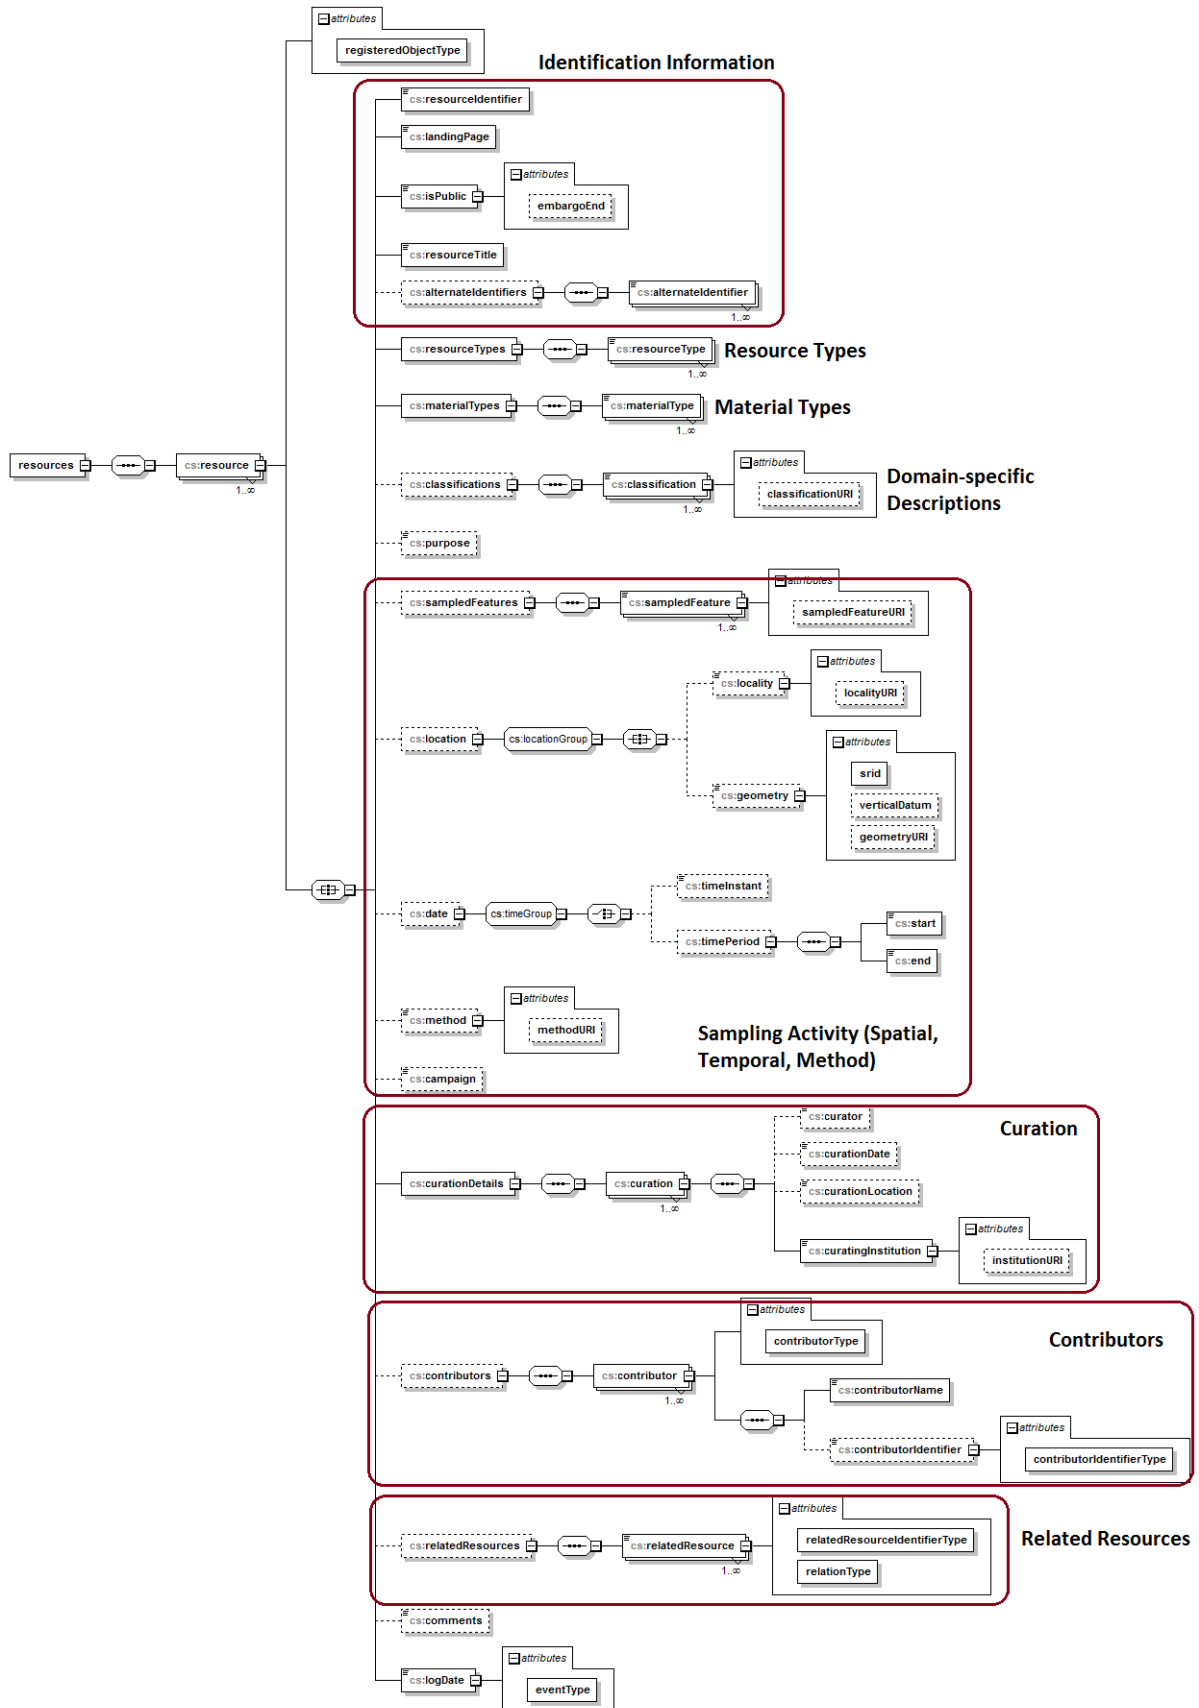 attributes
registeredObjectType
Identification Information
cs:resourceIdentifier
cs:landingPage
attributes
cs:isPublic
embargoEnd
cs:resourceTitle
cs:alternateIdentifiers
cs:alternateIdentifier
1..∞
cs:resourceTypes
cs:resourceType
Resource Types
1..∞
cs:materialTypes
cs:materialType
Material Types
1..∞
resources
cs:resource
1..∞
attributes
cs:classifications
cs:classification
classificationURI
1..∞
Domain-specific
Descriptions
cs:purpose
attributes
cs:sampledFeatures
cs:sampledFeature
sampledFeatureURI
1..∞
attributes
cs:locality
localityURI
cs:location
cs:locationGroup
attributes
srid
cs:geometry
verticalDatum
geometryURI
cs:timeInstant
cs:date
cs:timeGroup
cs:start
cs:timePeriod
cs:end
attributes
cs:method
methodURI
Sampling Activity (Spatial,
Temporal, Method)
cs:campaign
cs:curator
Curation
cs:curationDate
cs:curationDetails
cs:curation
1..∞
cs:curationLocation
attributes
cs:curatingInstitution
institutionURI
attributes
contributorType
Contributors
cs:contributors
cs:contributor
1..∞
cs:contributorName
attributes
cs:contributorIdentifier
contributorIdentifierType
attributes
relatedResourceIdentifierType
Related Resources
cs:relatedResources
cs:relatedResource
1..∞
relationType
cs:comments
attributes
cs:logDate
eventType